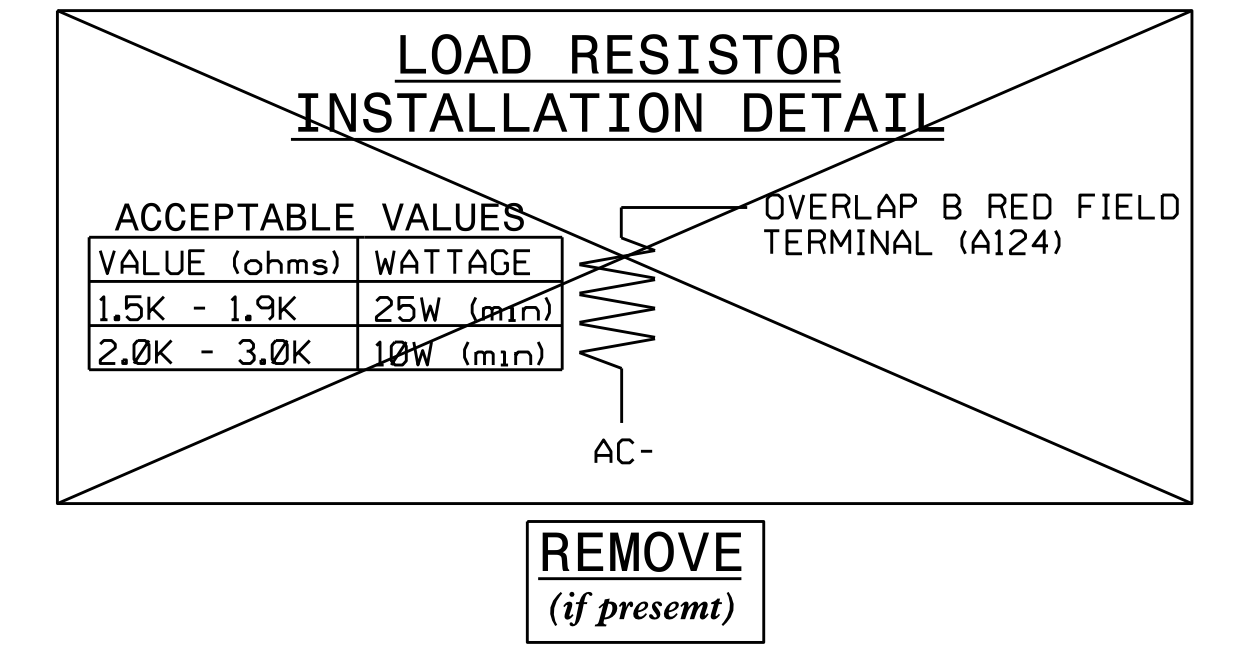 LOAD RESISTOR
INSTALLATION DETAIL
ACCEPTABLE VALUES
VALUE (ohms) WATTAGE
1.5K - 1.9K 25W (min)
2.0K - 3.0K 10W (min)
OVERLAP B RED FIELD
TERMINAL (A124)
AC-
REMOVE
(if presemt)